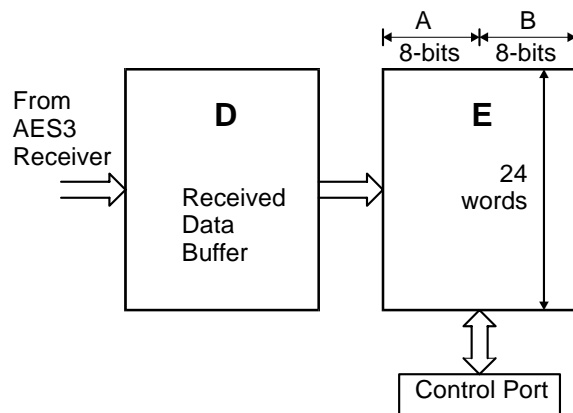 A B
8-bits 8-bits
From
AES3
Receiver
D
Received
Data
Buffer
E
24
words
Control Port